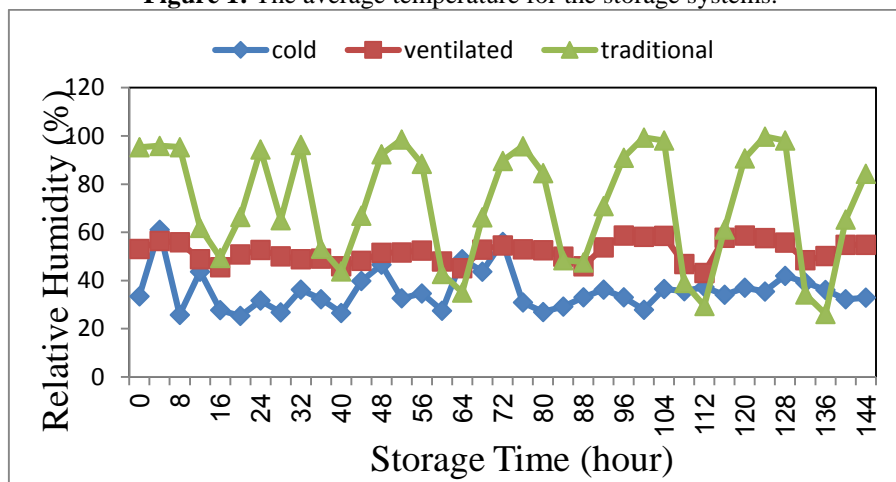 Figure 1. The average temperature for the storage systems.
cold ventilated traditional
120
100
80
60
40
20
0
Relative Humidity (%)
0 8 16 24 32 40 48 56 64 72 80 88 96 104 112 120 128 136 144
Storage Time (hour)